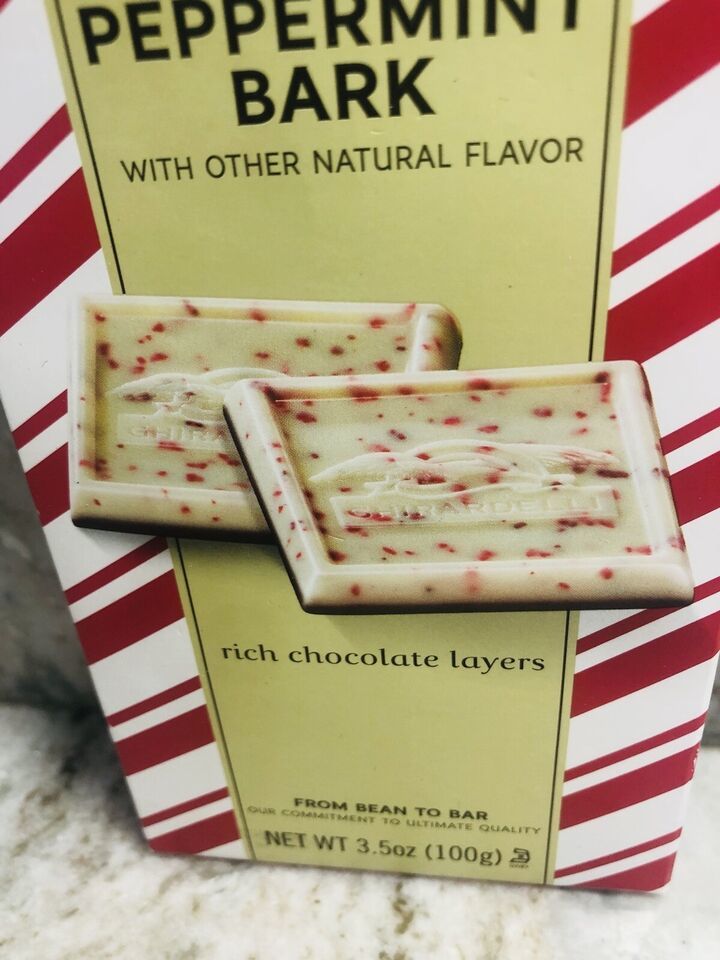 PEPPERMINT
BARK
WITH OTHER NATURAL FLAVOR
GHIRA
GHIRARDELLI
rich chocolate layers
FROM BEAN TO BAR
OUR COMMITMENT TO ULTIMATE QUALITY
NET WT 3.5oz (100g)